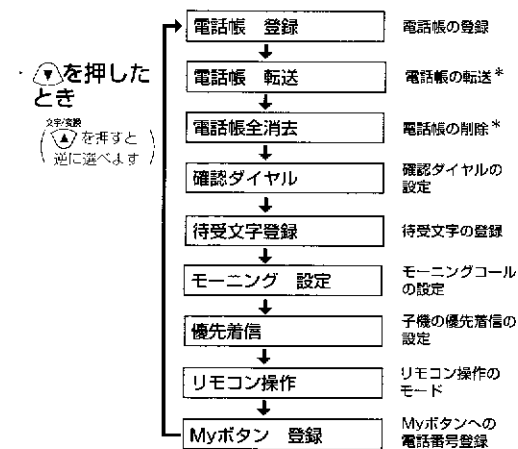 電話帳 登録
電話帳の登録
・▼を押した
とき
文字/変換
(▲を押すと
逆に選べます)
電話帳 転送
電話帳の転送*
電話帳全消去
電話帳の削除*
確認ダイヤル
確認ダイヤルの
設定
待受文字登録
待受文字の登録
モーニング 設定
モーニングコール
の設定
優先着信
子機の優先着信の
設定
リモコン操作
リモコン操作の
モード
Myボタン 登録
Myボタンへの
電話番号登録